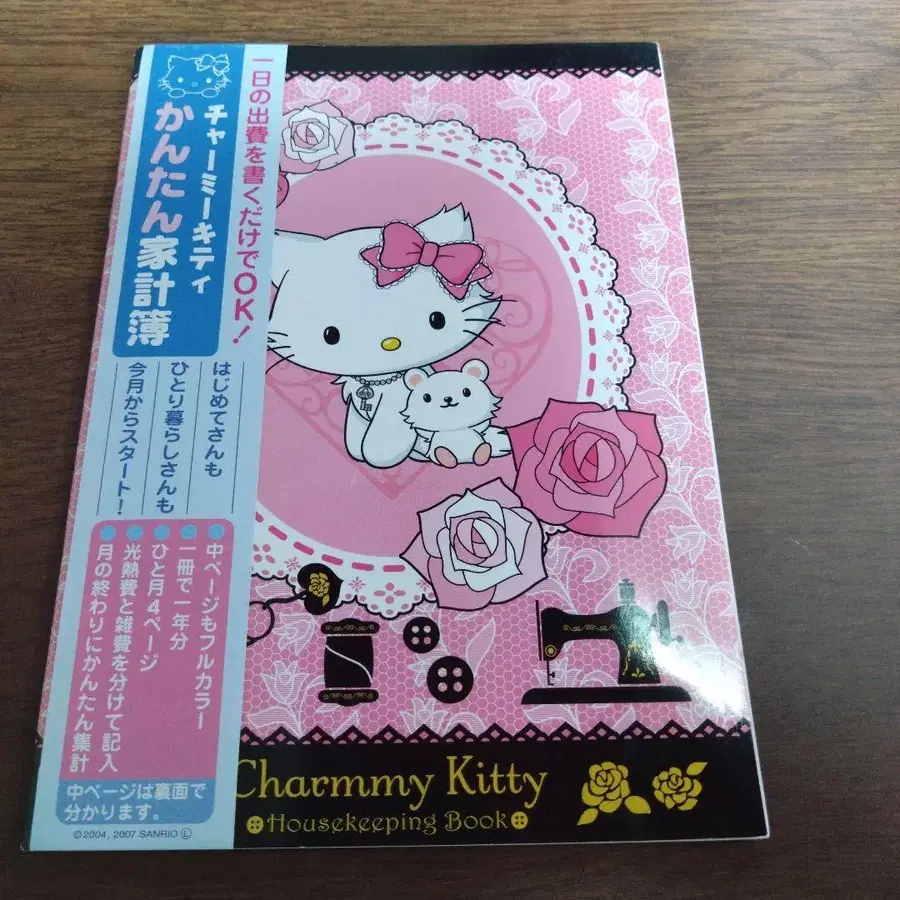 一日の出費を書くだけでOK!
チャーミーキティ
かんたん家計簿
はじめてさんも
ひとり暮らしさんも
今月からスタート!
●中ページもフルカラー
●一冊で一年分
●ひと月4ページ
●光熱費と雑費を分けて記入
●月の終わりにかんたん集計
中ページは裏面で
分かります。
©2004, 2007 SANRIO Ⓛ
Charmmy Kitty
Housekeeping Book